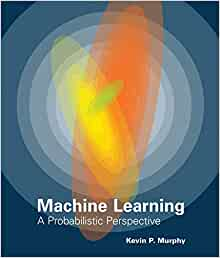 Machine Learning
A Probabilistic Perspective
Kevin P. Murphy